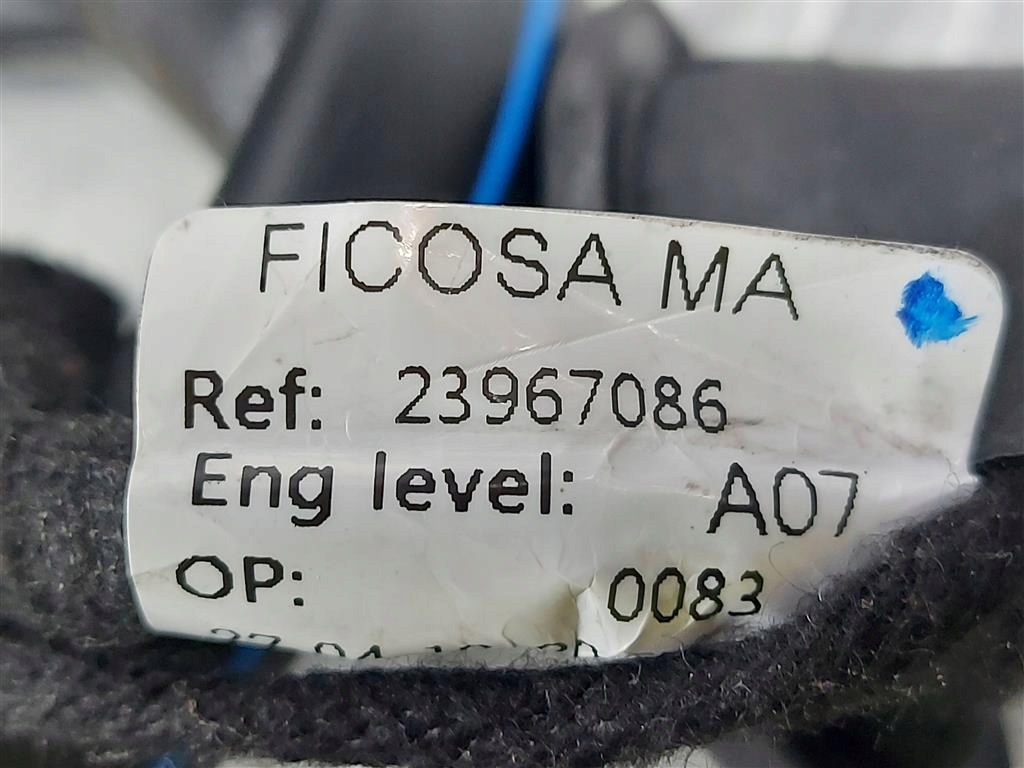 FICOSA MA
Ref: 23967086
Eng level: A07
OP: 0083